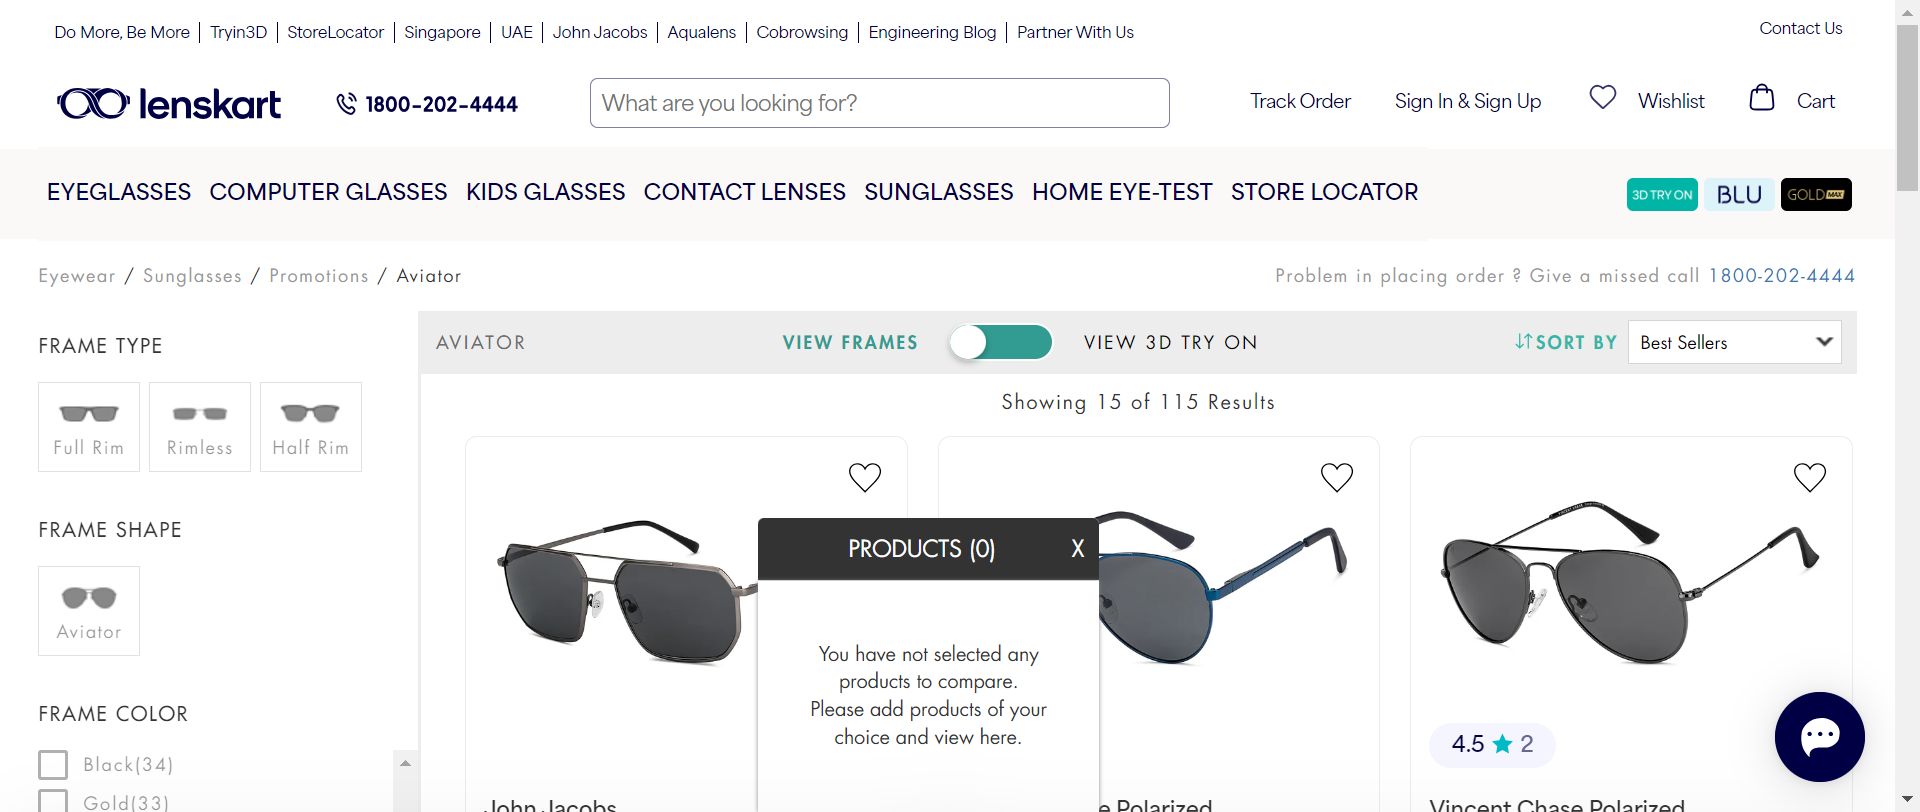 Do More, Be More | Tryin3D | StoreLocator | Singapore | UAE | John Jacobs | Aqualens | Cobrowsing | Engineering Blog | Partner With Us
Contact Us
lenskart
1800-202-4444
What are you looking for?
Track Order
Sign In & Sign Up
Wishlist
Cart
EYEGLASSES COMPUTER GLASSES KIDS GLASSES CONTACT LENSES SUNGLASSES HOME EYE-TEST STORE LOCATOR
3D TRY ON
BLU
GOLD MAX
Eyewear / Sunglasses / Promotions / Aviator
Problem in placing order ? Give a missed call 1800-202-4444
FRAME TYPE
Full Rim
Rimless
Half Rim
FRAME SHAPE
Aviator
FRAME COLOR
Black(34)
Gold(33)
AVIATOR
VIEW FRAMES
VIEW 3D TRY ON
SORT BY
Best Sellers
Showing 15 of 115 Results
PRODUCTS (0)
X
You have not selected any
products to compare.
Please add products of your
choice and view here.
4.5 ★ 2
John Jacobs
Polarized
Vincent Chase Polarized